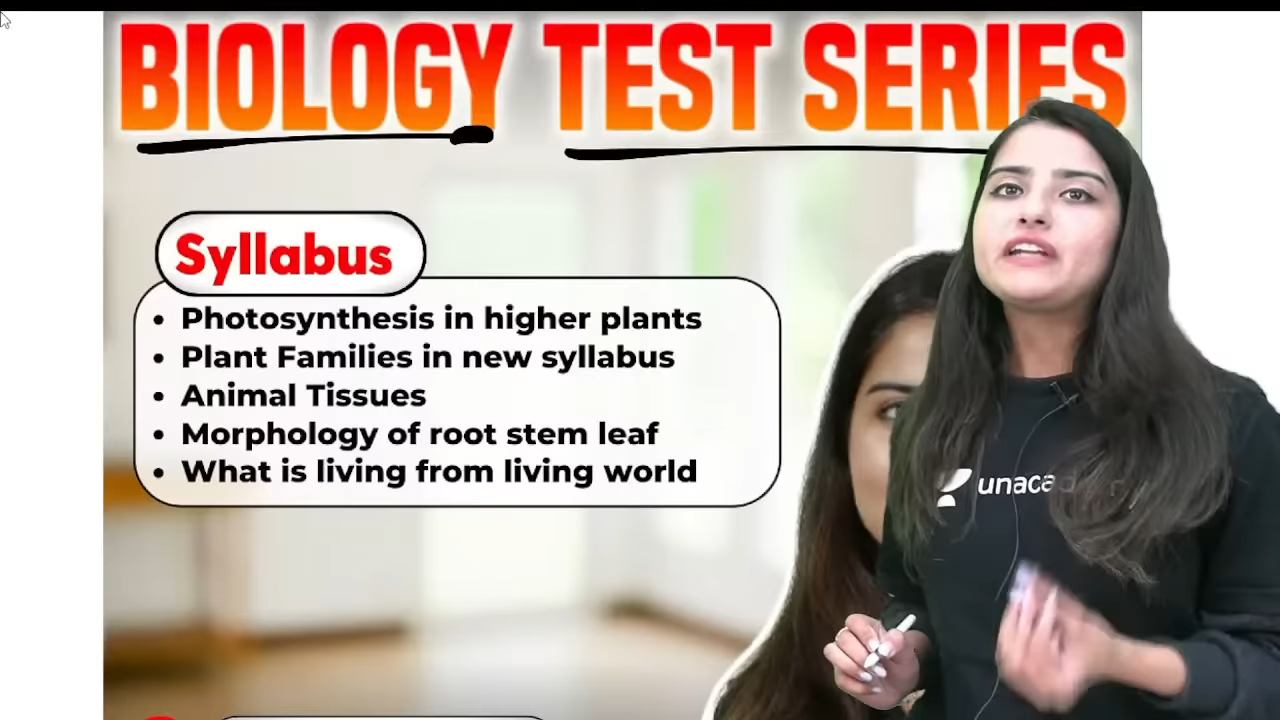 BIOLOGY TEST SERIES
Syllabus
• Photosynthesis in higher plants
• Plant Families in new syllabus
• Animal Tissues
• Morphology of root stem leaf
• What is living from living world